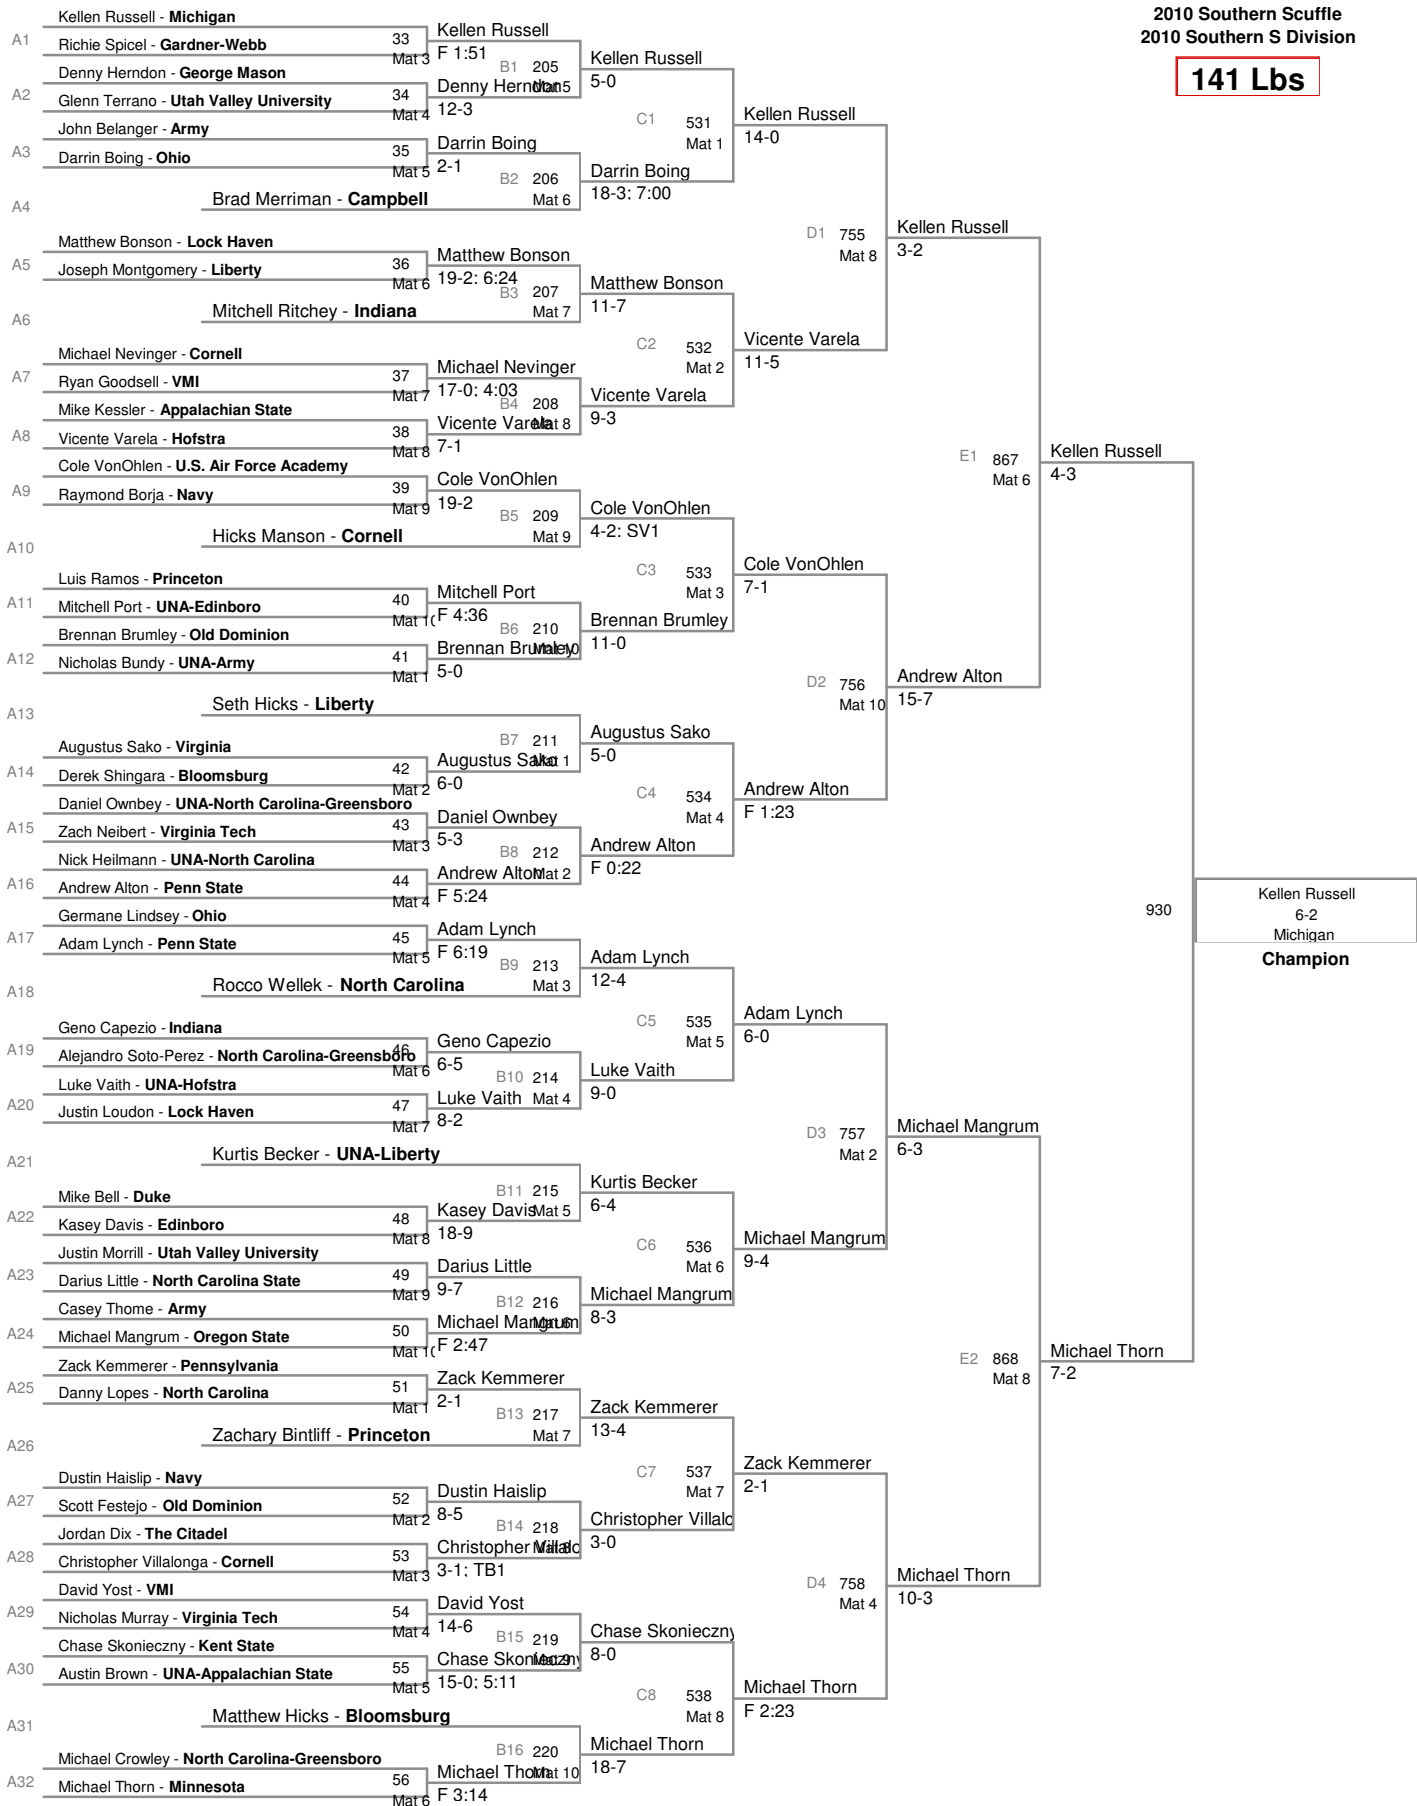 2010 Southern Scuffle
2010 Southern S Division
141 Lbs
A1
Kellen Russell - Michigan
Richie Spicel - Gardner-Webb
33
Mat 3
A2
Denny Herndon - George Mason
Glenn Terrano - Utah Valley University
34
Mat 4
A3
John Belanger - Army
Darrin Boing - Ohio
35
Mat 5
A4
Brad Merriman - Campbell
A5
Matthew Bonson - Lock Haven
Joseph Montgomery - Liberty
36
Mat 6
A6
Mitchell Ritchey - Indiana
A7
Michael Nevinger - Cornell
Ryan Goodsell - VMI
37
Mat 7
A8
Mike Kessler - Appalachian State
Vicente Varela - Hofstra
38
Mat 8
A9
Cole VonOhlen - U.S. Air Force Academy
Raymond Borja - Navy
39
Mat 9
A10
Hicks Manson - Cornell
A11
Luis Ramos - Princeton
Mitchell Port - UNA-Edinboro
40
Mat 10
A12
Brennan Brumley - Old Dominion
Nicholas Bundy - UNA-Army
41
Mat 1
A13
Seth Hicks - Liberty
A14
Augustus Sako - Virginia
Derek Shingara - Bloomsburg
42
Mat 2
A15
Daniel Ownbey - UNA-North Carolina-Greensboro
Zach Neibert - Virginia Tech
43
Mat 3
A16
Nick Heilmann - UNA-North Carolina
Andrew Alton - Penn State
44
Mat 4
A17
Germane Lindsey - Ohio
Adam Lynch - Penn State
45
Mat 5
A18
Rocco Wellek - North Carolina
A19
Geno Capezio - Indiana
Alejandro Soto-Perez - North Carolina-Greensboro
46
Mat 6
A20
Luke Vaith - UNA-Hofstra
Justin Loudon - Lock Haven
47
Mat 7
A21
Kurtis Becker - UNA-Liberty
A22
Mike Bell - Duke
Kasey Davis - Edinboro
48
Mat 8
A23
Justin Morrill - Utah Valley University
Darius Little - North Carolina State
49
Mat 9
A24
Casey Thome - Army
Michael Mangrum - Oregon State
50
Mat 10
A25
Zack Kemmerer - Pennsylvania
Danny Lopes - North Carolina
51
Mat 1
A26
Zachary Bintliff - Princeton
A27
Dustin Haislip - Navy
Scott Festejo - Old Dominion
52
Mat 2
A28
Jordan Dix - The Citadel
Christopher Villalonga - Cornell
53
Mat 3
A29
David Yost - VMI
Nicholas Murray - Virginia Tech
54
Mat 4
A30
Chase Skonieczny - Kent State
Austin Brown - UNA-Appalachian State
55
Mat 5
A31
Matthew Hicks - Bloomsburg
A32
Michael Crowley - North Carolina-Greensboro
Michael Thorn - Minnesota
56
Mat 6
Kellen Russell
F 1:51
B1 205
Mat 5
Denny Herndon
12-3
Darrin Boing
2-1
B2 206
Mat 6
Matthew Bonson
19-2; 6:24
B3 207
Mat 7
Michael Nevinger
17-0; 4:03
B4 208
Mat 8
Vicente Varela
7-1
Cole VonOhlen
19-2
B5 209
Mat 9
Mitchell Port
F 4:36
B6 210
Mat 10
Brennan Brumley
5-0
B7 211
Mat 1
Augustus Sako
6-0
Daniel Ownbey
5-3
B8 212
Mat 2
Andrew Alton
F 5:24
Adam Lynch
F 6:19
B9 213
Mat 3
Geno Capezio
6-5
B10 214
Mat 4
Luke Vaith
8-2
B11 215
Mat 5
Kasey Davis
18-9
Darius Little
9-7
B12 216
Mat 6
Michael Mangrum
F 2:47
Zack Kemmerer
2-1
B13 217
Mat 7
Dustin Haislip
8-5
B14 218
Mat 8
Christopher Villalo
3-1; TB1
David Yost
14-6
B15 219
Mat 9
Chase Skonieczny
15-0; 5:11
B16 220
Mat 10
Michael Thorn
F 3:14
Kellen Russell
5-0
C1 531
Mat 1
Darrin Boing
18-3; 7:00
Matthew Bonson
11-7
C2 532
Mat 2
Vicente Varela
9-3
Cole VonOhlen
4-2; SV1
C3 533
Mat 3
Brennan Brumley
11-0
Augustus Sako
5-0
C4 534
Mat 4
Andrew Alton
F 0:22
Adam Lynch
12-4
C5 535
Mat 5
Luke Vaith
9-0
Kurtis Becker
6-4
C6 536
Mat 6
Michael Mangrum
8-3
Zack Kemmerer
13-4
C7 537
Mat 7
Christopher Villalo
3-0
Chase Skonieczny
8-0
C8 538
Mat 8
Michael Thorn
18-7
Kellen Russell
14-0
D1 755
Mat 8
Vicente Varela
11-5
Cole VonOhlen
7-1
D2 756
Mat 10
Andrew Alton
F 1:23
Adam Lynch
6-0
D3 757
Mat 2
Michael Mangrum
9-4
Zack Kemmerer
2-1
D4 758
Mat 4
Michael Thorn
F 2:23
Kellen Russell
3-2
E1 867
Mat 6
Andrew Alton
15-7
Michael Mangrum
6-3
E2 868
Mat 8
Michael Thorn
10-3
Kellen Russell
4-3
930
Michael Thorn
7-2
Kellen Russell
6-2
Michigan
Champion